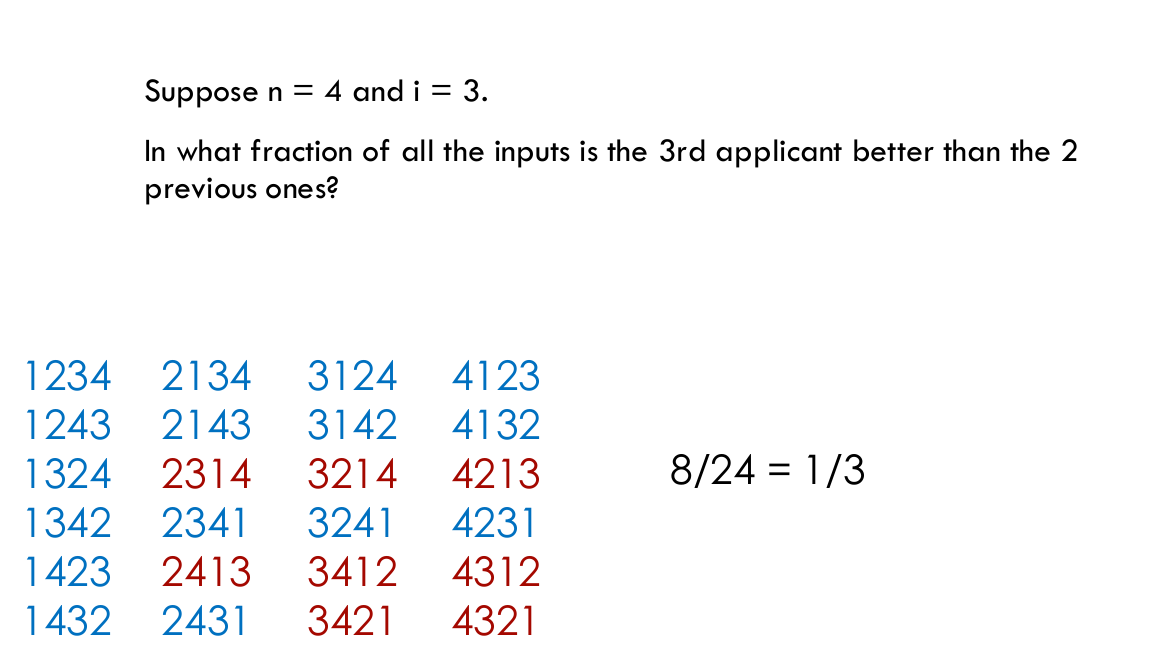 Suppose n = 4 and i = 3.
In what fraction of all the inputs is the 3rd applicant better than the 2
previous ones?
1234 2134 3124 4123
1243 2143 3142 4132
1324 2314 3214 4213
8/24 = 1/3
1342 2341 3241 4231
1423 2413 3412 4312
1432 2431 3421 4321